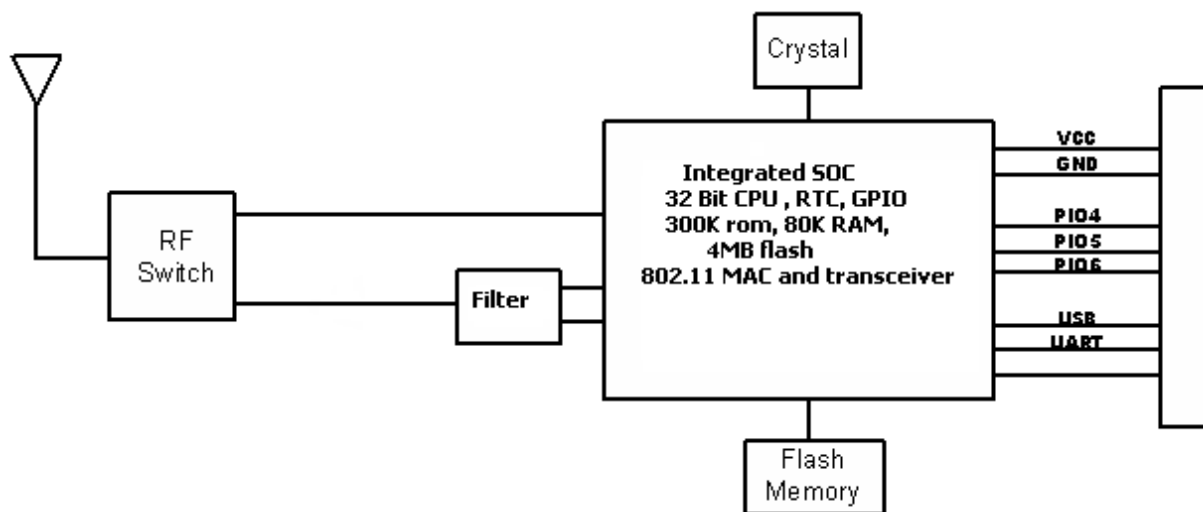 Crystal
VCC
GND
Integrated SOC
32 Bit CPU , RTC, GPIO
300K rom, 80K RAM,
4MB flash
802.11 MAC and transceiver
PIO4
PIO5
PIO6
RF
Switch
Filter
USB
UART
Flash
Memory